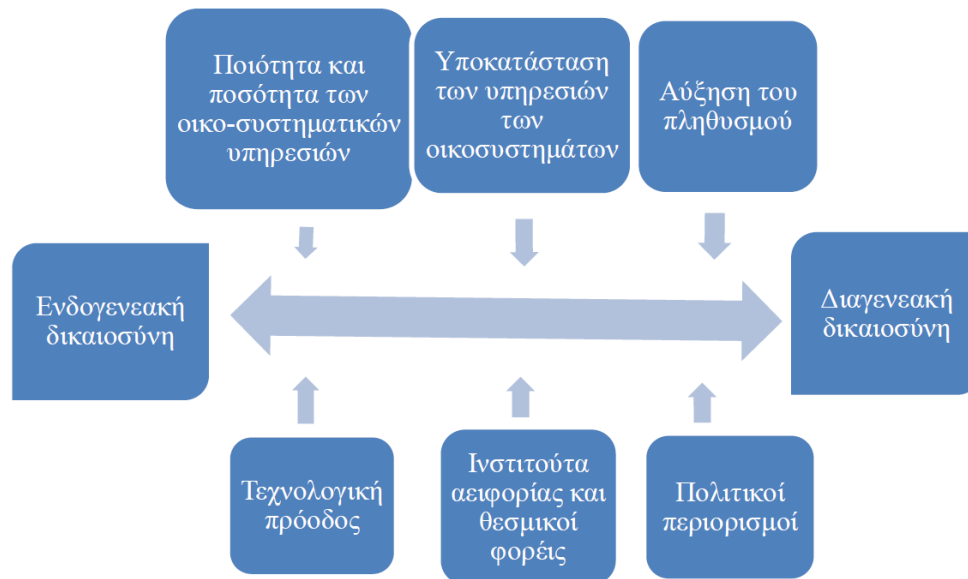 Ποιότητα και
ποσότητα των
οικο-συστηματικών
υπηρεσιών
Υποκατάσταση
των υπηρεσιών
των
οικοσυστημάτων
Αύξηση του
πληθυσμού
Ενδογενεακή
δικαιοσύνη
Διαγενεακή
δικαιοσύνη
Τεχνολογική
πρόοδος
Ινστιτούτα
αειφορίας και
θεσμικοί
φορέις
Πολιτικοί
περιορισμοί